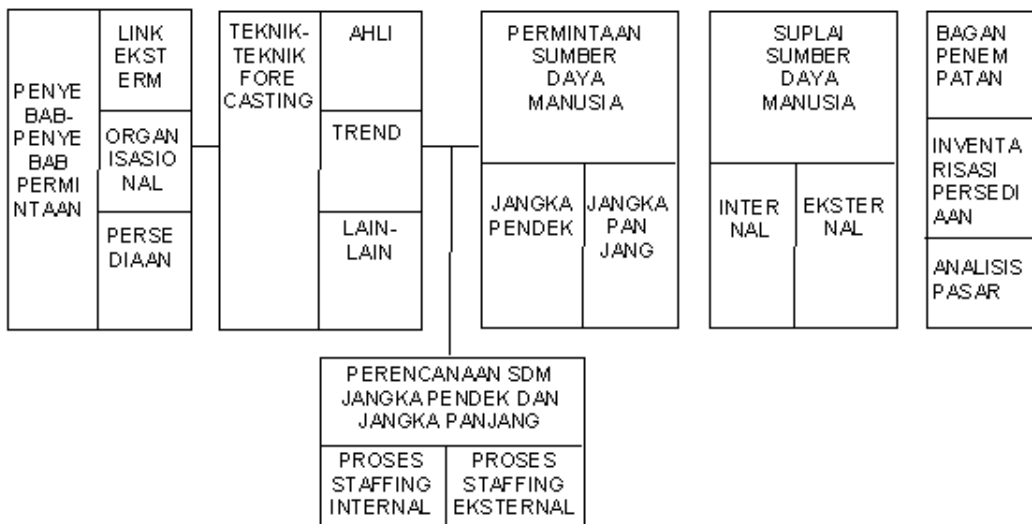 PENYE
BAB-
PENYE
BAB
PERMI
NTAAN
LINK
EKST
ERM
ORGAN
ISASIO
NAL
PERSE
DIAAN
TEKNIK-
TEKNIK
FORE
CASTING
AHLI
TREND
LAIN-
LAIN
PERMINTAAN
SUMBER
DAYA
MANUSIA
JANGKA
PENDEK
JANGKA
PAN
JANG
SUPLAI
SUMBER
DAYA
MANUSIA
INTER
NAL
EKSTER
NAL
BAGAN
PENEM
PATAN
INVENTA
RISASI
PERSEDI
AAN
ANALISIS
PASAR
PERENCANAAN SDM
JANGKA PENDEK DAN
JANGKA PANJANG
PROSES
STAFFING
INTERNAL
PROSES
STAFFING
EKSTERNAL